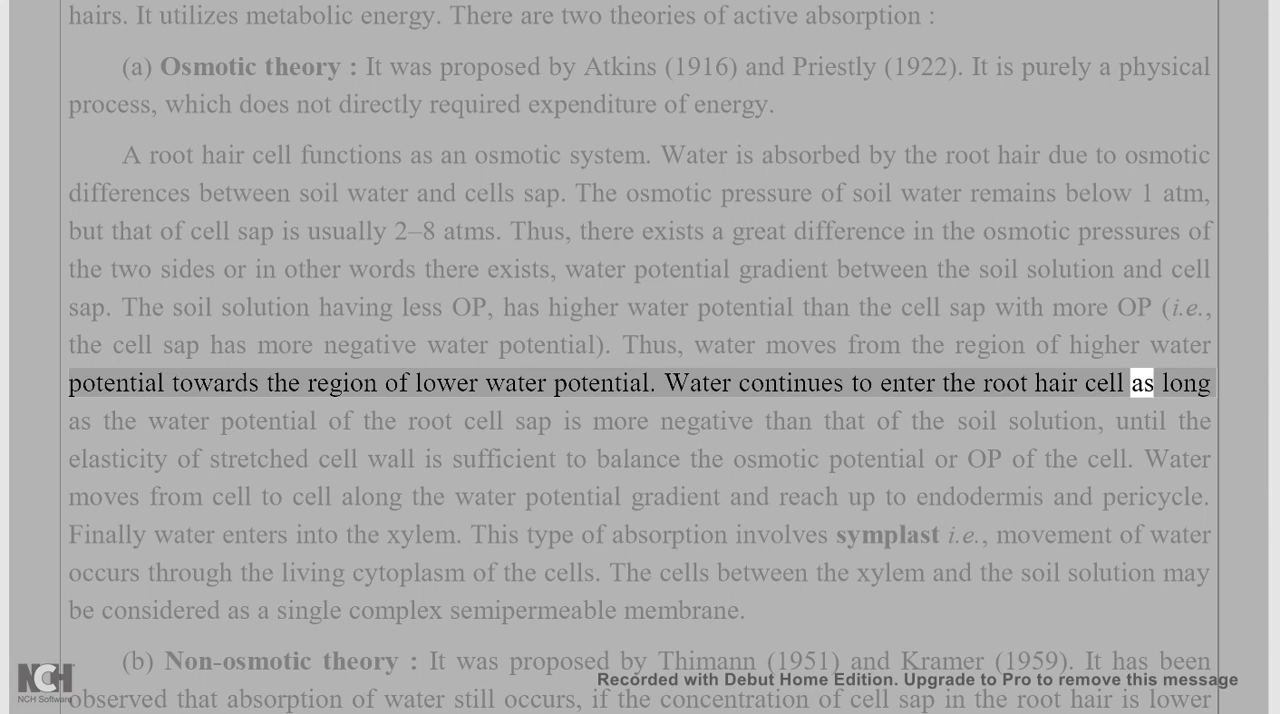 hairs. It utilizes metabolic energy. There are two theories of active absorption :
(a) Osmotic theory : It was proposed by Atkins (1916) and Priestly (1922). It is purely a physical
process, which does not directly required expenditure of energy.
A root hair cell functions as an osmotic system. Water is absorbed by the root hair due to osmotic
differences between soil water and cells sap. The osmotic pressure of soil water remains below 1 atm,
but that of cell sap is usually 2–8 atms. Thus, there exists a great difference in the osmotic pressures of
the two sides or in other words there exists, water potential gradient between the soil solution and cell
sap. The soil solution having less OP, has higher water potential than the cell sap with more OP (i.e.,
the cell sap has more negative water potential). Thus, water moves from the region of higher water
potential towards the region of lower water potential. Water continues to enter the root hair cell as long
as the water potential of the root cell sap is more negative than that of the soil solution, until the
elasticity of stretched cell wall is sufficient to balance the osmotic potential or OP of the cell. Water
moves from cell to cell along the water potential gradient and reach up to endodermis and pericycle.
Finally water enters into the xylem. This type of absorption involves symplast i.e., movement of water
occurs through the living cytoplasm of the cells. The cells between the xylem and the soil solution may
be considered as a single complex semipermeable membrane.
(b) Non-osmotic theory : It was proposed by Thimann (1951) and Kramer (1959). It has been
observed that absorption of water still occurs, if the concentration of cell sap in the root hair is lower
NCH
NCH Software
Recorded with Debut Home Edition. Upgrade to Pro to remove this message